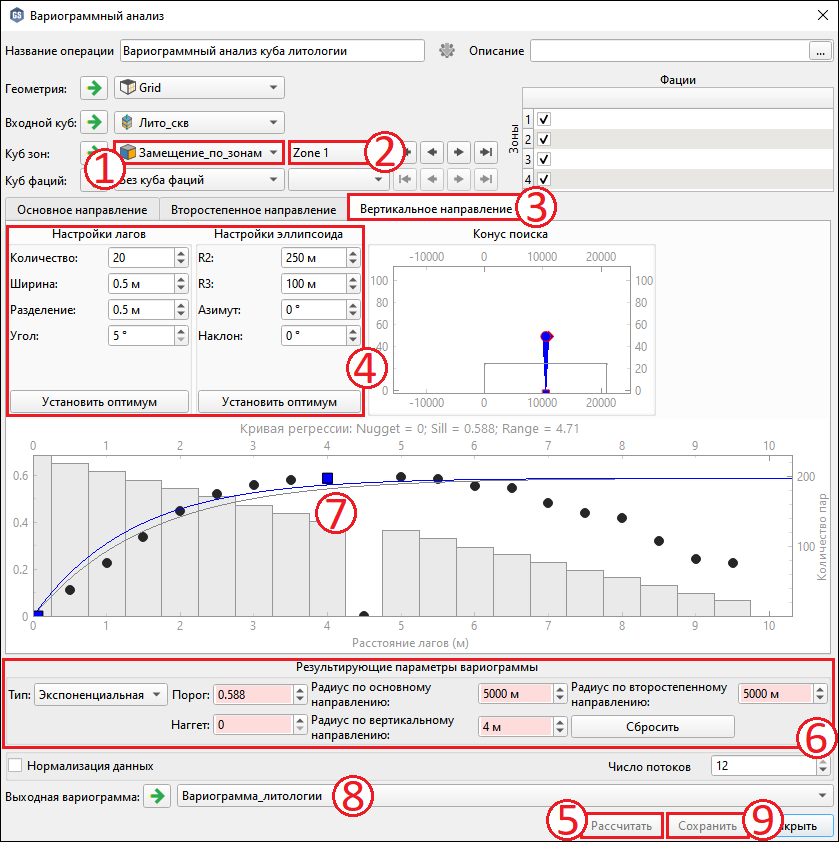 Вариограммный анализ
Название операции Вариограммный анализ куба литологии Описание ...
Фации
Геометрия: Grid
Входной куб: Лито_скв
Куб зон: Замещение_по_зонам Zone 1
1 2
Куб фаций: Без куба фаций
Зоны
1
2
3
4
Основное направление Второстепенное направление Вертикальное направление 3
Настройки лагов Настройки эллипсоида Конус поиска
Количество: 20 R2: 250 м
Ширина: 0.5 м R3: 100 м
Разделение: 0.5 м Азимут: 0 °
Угол: 5 ° Наклон: 0 °
4
Установить оптимум Установить оптимум
-10000 0 10000 20000
100 100
80 80
60 60
40 40
20 20
0 0
-10000 0 10000 20000
Кривая регрессии: Nugget = 0; Sill = 0.588; Range = 4.71
0 1 2 3 4 5 6 7 8 9 10
0.6 200
7
0.4
0.2 100
0
Количество пар
0 1 2 3 4 5 6 7 8 9 10
Расстояние лагов (м)
Результирующие параметры вариограммы
Тип: Экспоненциальная Порог: 0.588 Радиус по основному направлению: 5000 м Радиус по второстепенному направлению: 5000 м
Наггет: 0 Радиус по вертикальному направлению: 4 м Сбросить
6
Нормализация данных Число потоков 12
Выходная вариограмма: Вариограмма_литологии 8
5 Рассчитать Сохранить 9 крыть